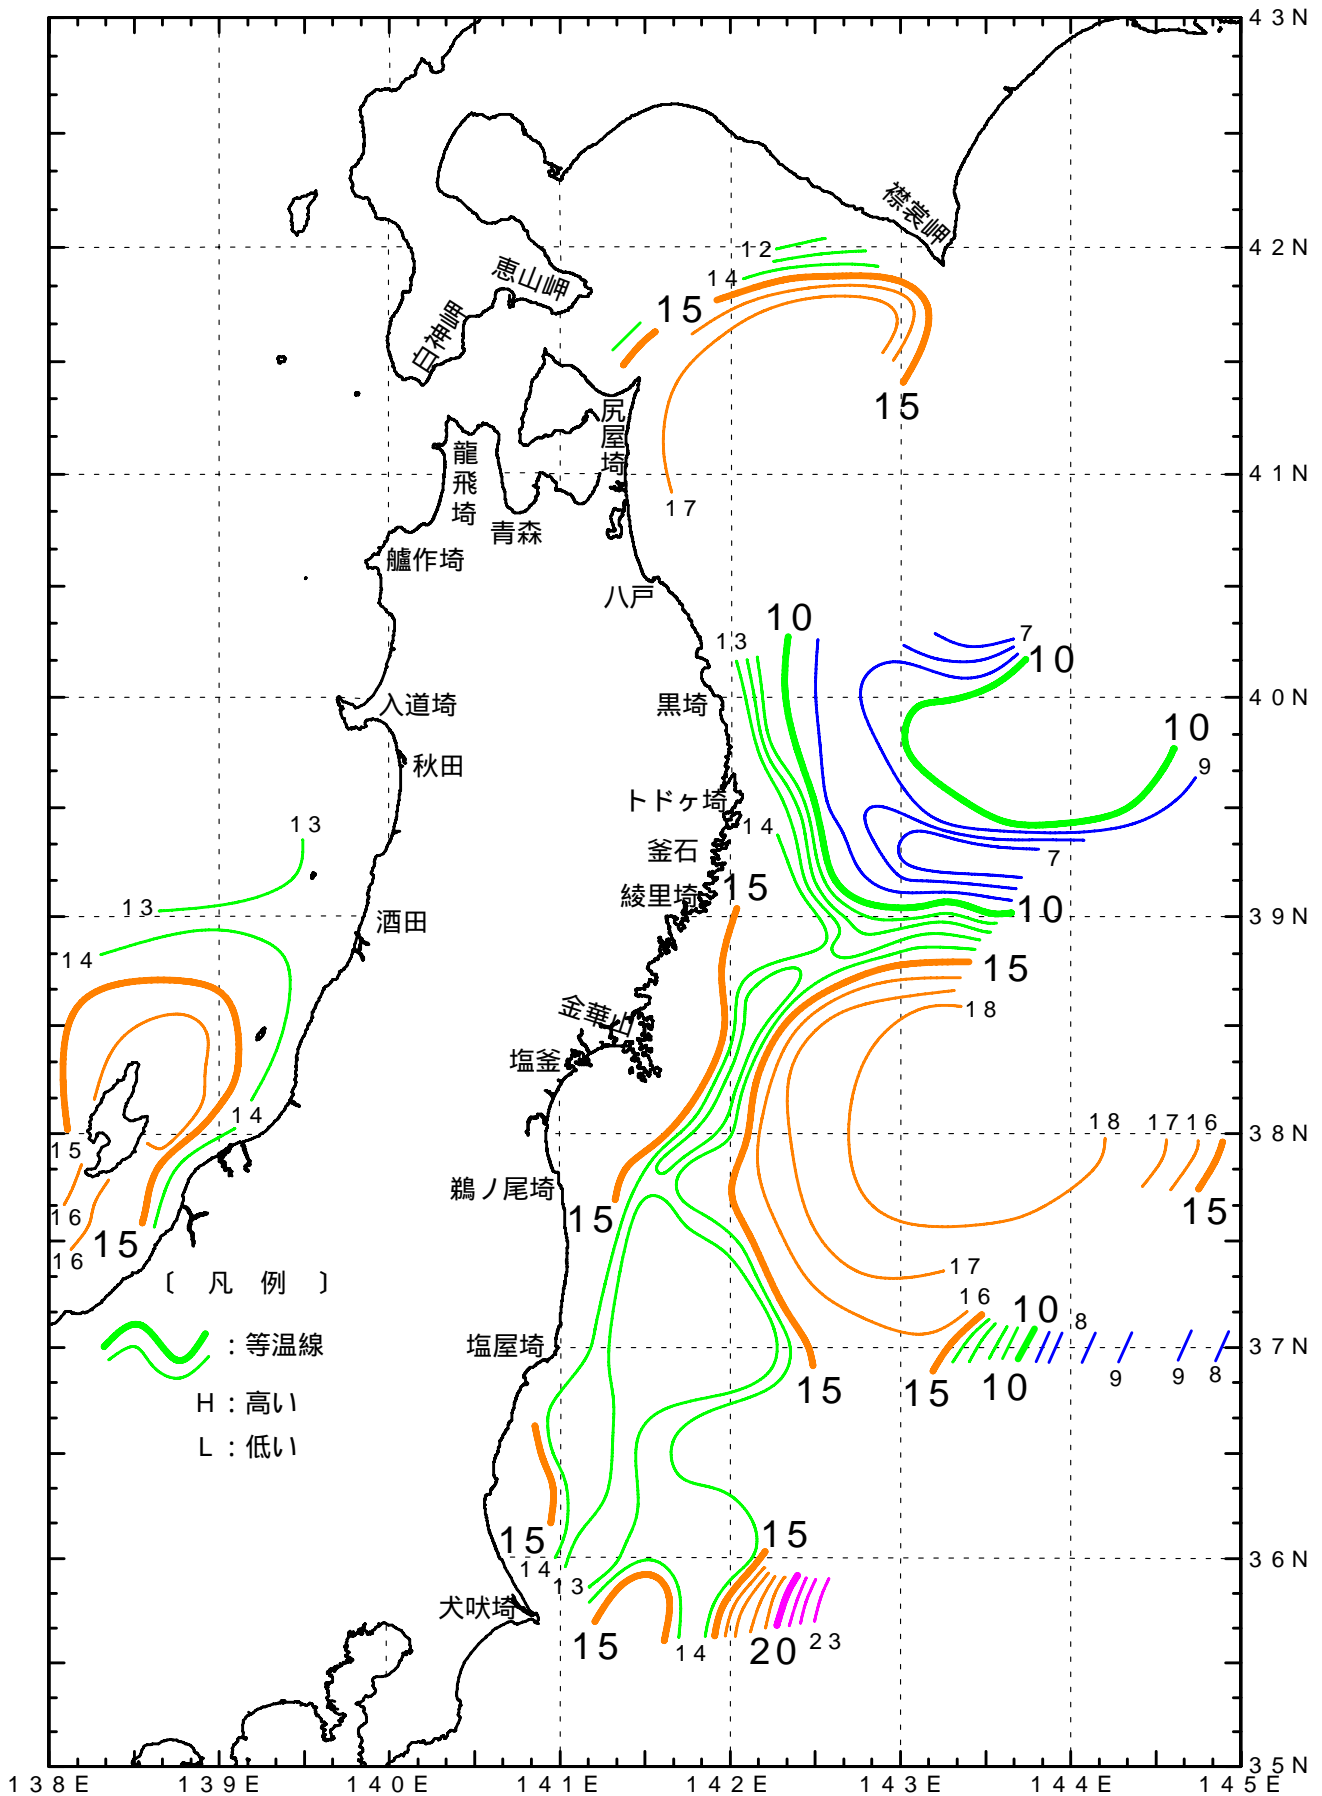 43N
襟裳岬
12
42N
14
恵山岬
15
白神岬
15
尻屋埼
龍飛埼
41N
17
青森
艫作埼
八戸
10
13
7
10
黒埼
40N
入道埼
10
秋田
9
トドヶ埼
13
14
釜石
7
15
綾里埼
13
10
39N
酒田
14
15
金華山
18
塩釜
14
18
17
16
38N
15
鵜ノ尾埼
16
15
15
15
16
17
〔 凡 例 〕
16
10
8
塩屋埼
:等温線
37N
9
9
8
15
15
10
H:高い
L:低い
15
15
14
13
36N
犬吠埼
15
14
20
23
35N
138E
139E
140E
141E
142E
143E
144E
145E